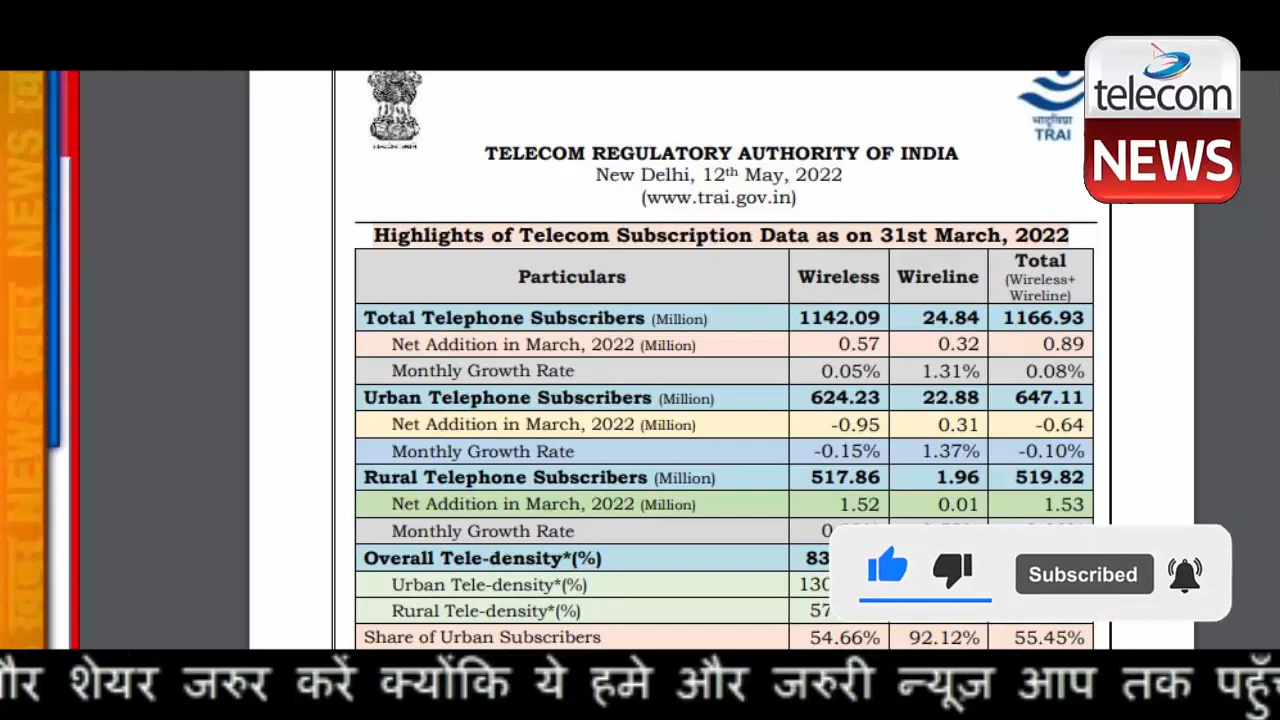 telecom
NEWS
भादूविप्रा
TRAI
TELECOM REGULATORY AUTHORITY OF INDIA
New Delhi, 12th May, 2022
(www.trai.gov.in)
Highlights of Telecom Subscription Data as on 31st March, 2022
Particulars Wireless Wireline Total (Wireless+ Wireline)
Total Telephone Subscribers (Million) 1142.09 24.84 1166.93
Net Addition in March, 2022 (Million) 0.57 0.32 0.89
Monthly Growth Rate 0.05% 1.31% 0.08%
Urban Telephone Subscribers (Million) 624.23 22.88 647.11
Net Addition in March, 2022 (Million) -0.95 0.31 -0.64
Monthly Growth Rate -0.15% 1.37% -0.10%
Rural Telephone Subscribers (Million) 517.86 1.96 519.82
Net Addition in March, 2022 (Million) 1.52 0.01 1.53
Monthly Growth Rate
Overall Tele-density*(%)
Urban Tele-density*(%)
Rural Tele-density*(%)
Share of Urban Subscribers 54.66% 92.12% 55.45%
Subscribed
शेयर जरुर करें क्योंकि ये हमे और जरुरी न्यूज़ आप तक